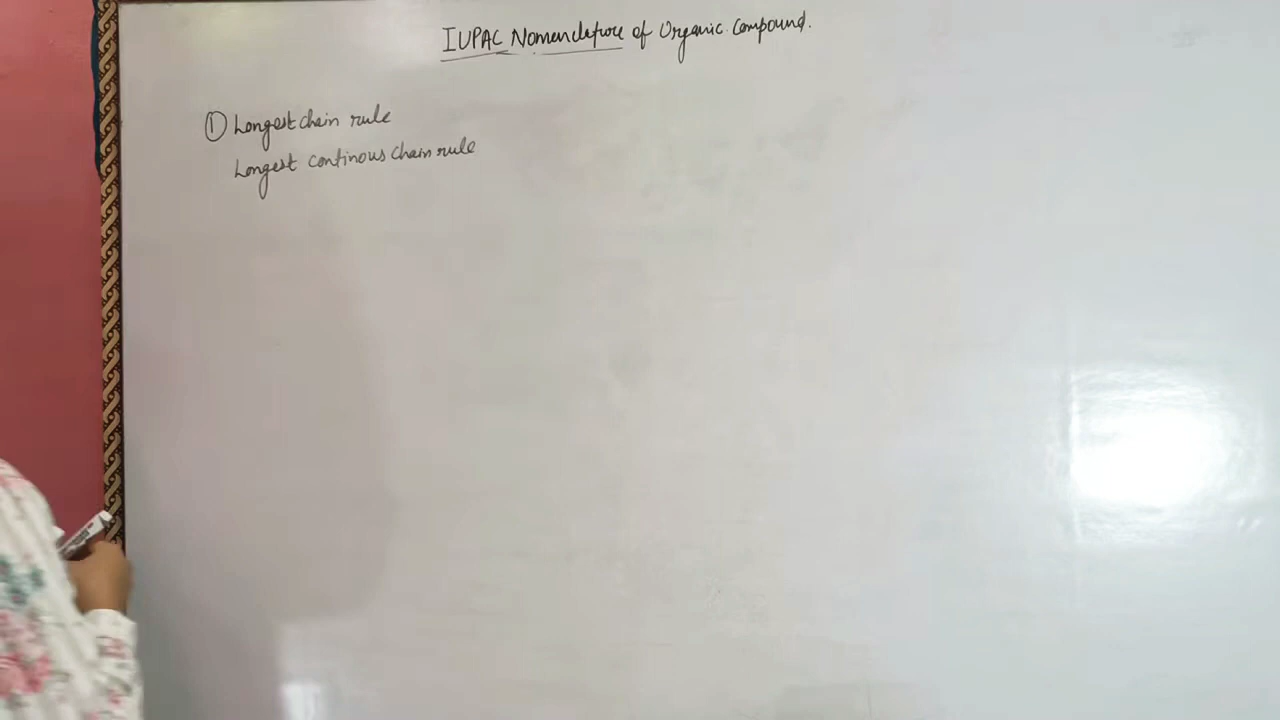 IUPAC Nomenclature of Organic Compound.
① Longest chain rule
Longest continous chain rule